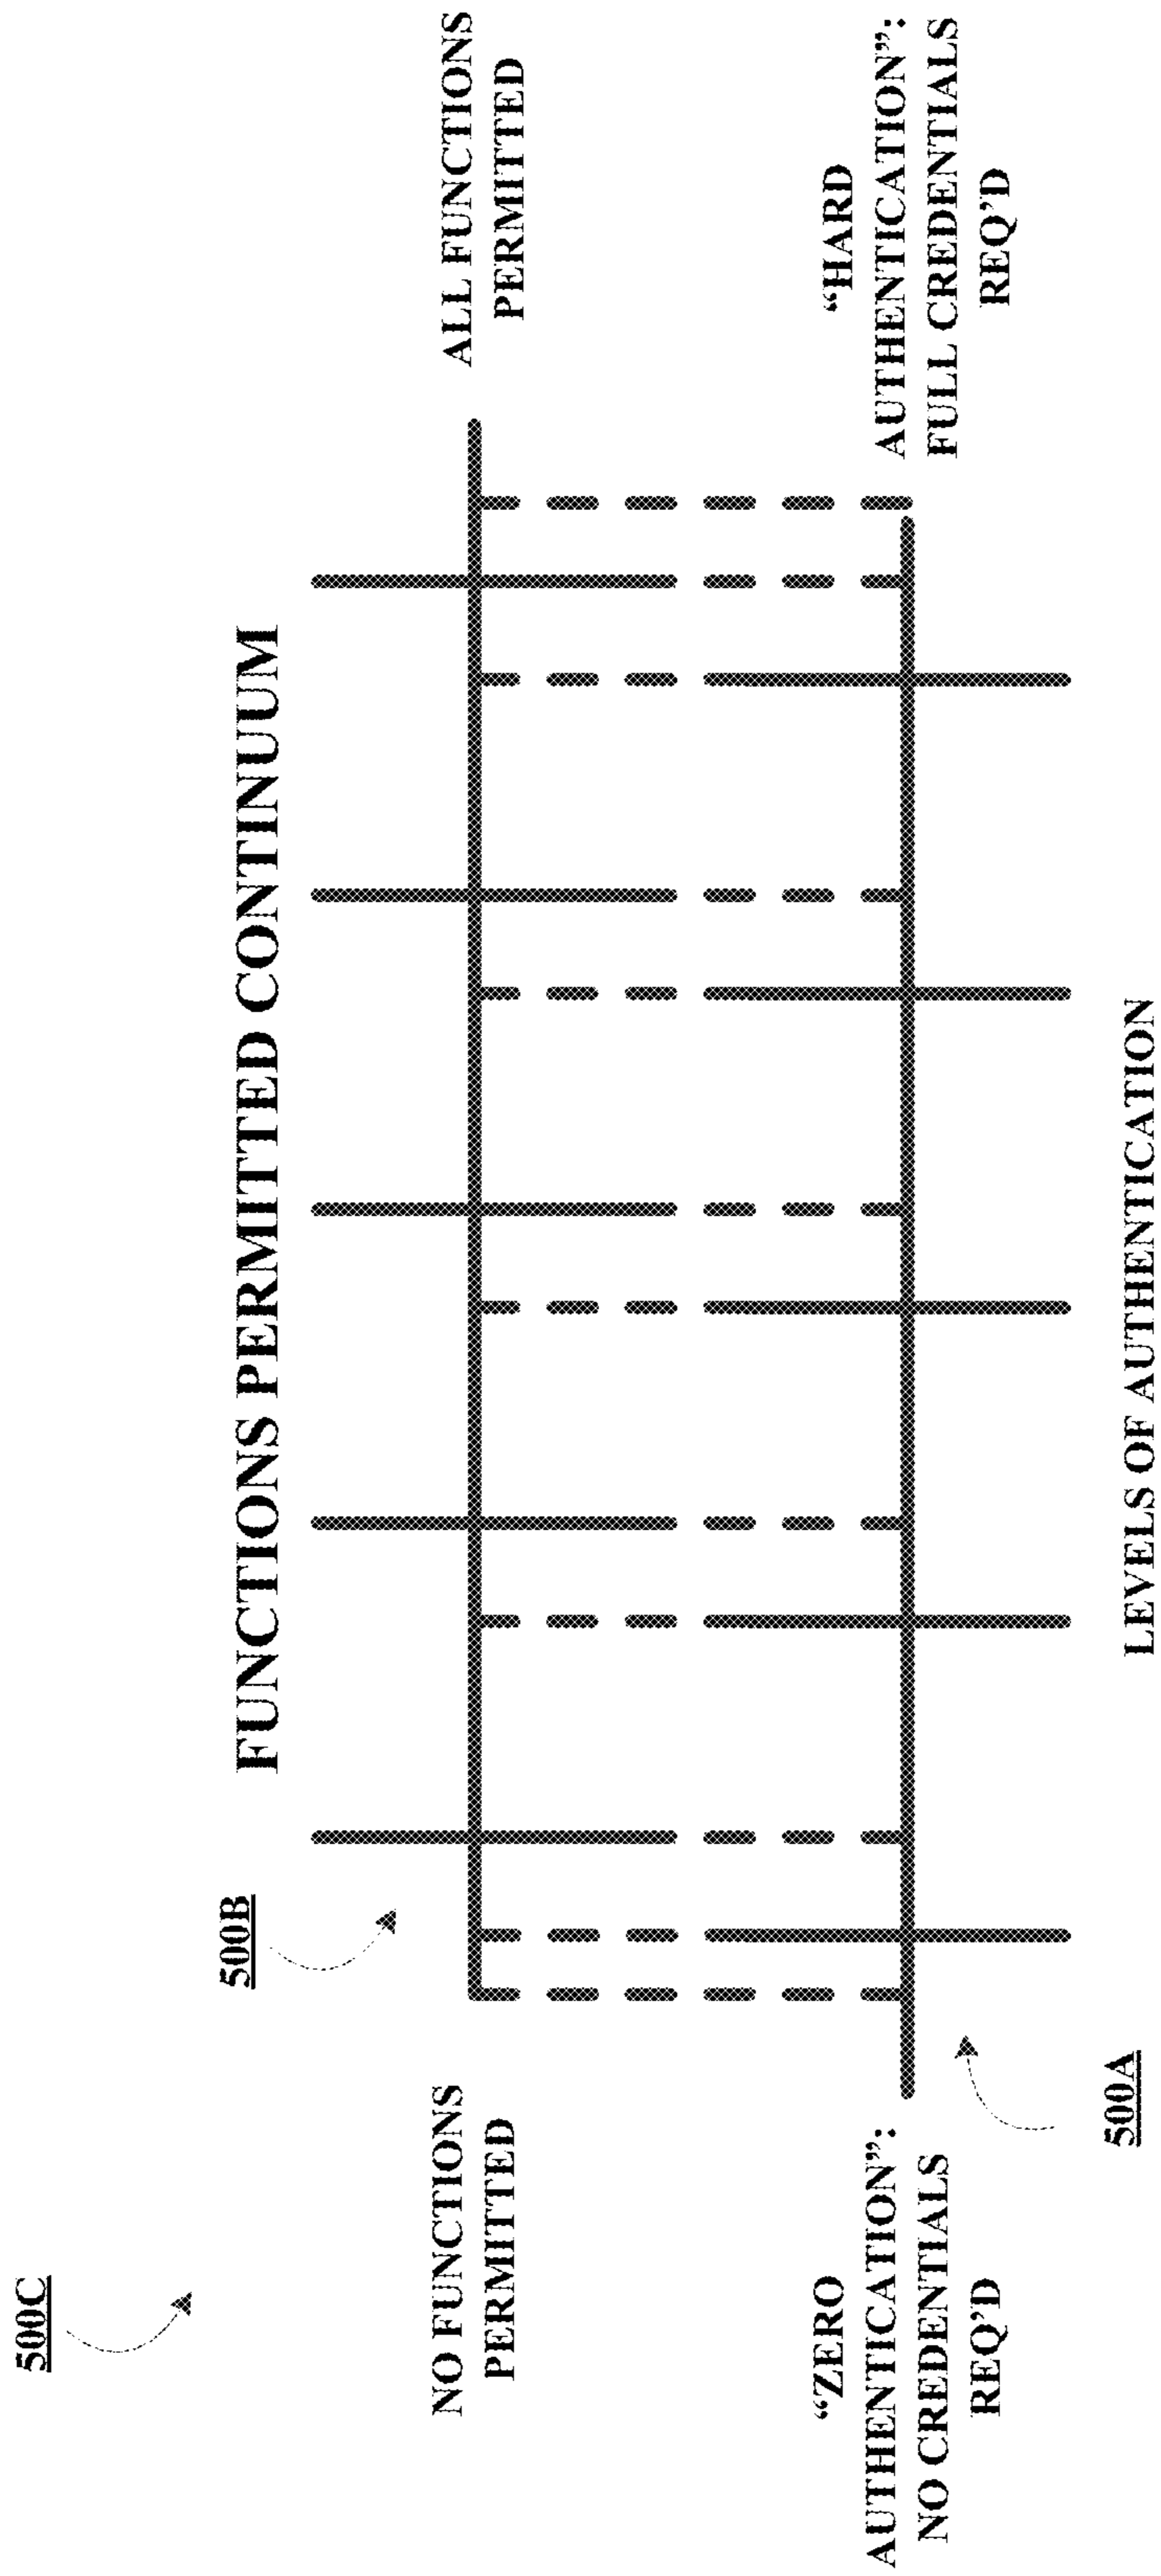 500C
FUNCTIONS PERMITTED CONTINUUM
500B
NO FUNCTIONS
PERMITTED
ALL FUNCTIONS
PERMITTED
“ZERO
AUTHENTICATION”:
NO CREDENTIALS
REQ’D
“HARD
AUTHENTICATION”:
FULL CREDENTIALS
REQ’D
500A
LEVELS OF AUTHENTICATION